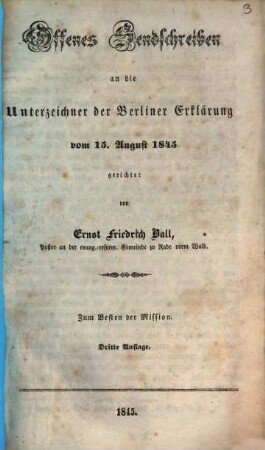 3
Offenes Sendschreiben
an die
Unterzeichner der Berliner Erklärung
vom 15. August 1845
gerichtet
von
Ernst Friedrich Ball,
Pastor an der evang.-reform. Gemeinde zu Rade vorm Wald.
Zum Besten der Mission.
Dritte Auflage.
1845.